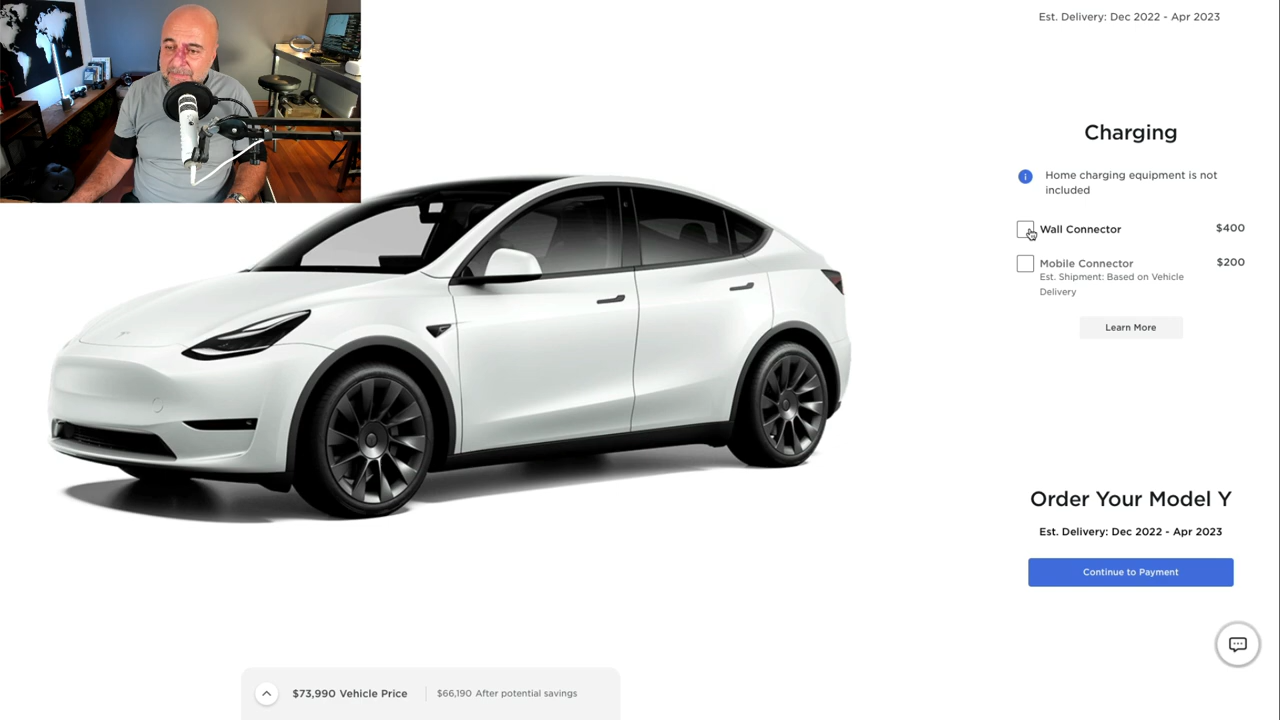 Est. Delivery: Dec 2022 - Apr 2023
Charging
Home charging equipment is not
included
Wall Connector $400
Mobile Connector $200
Est. Shipment: Based on Vehicle
Delivery
Learn More
Order Your Model Y
Est. Delivery: Dec 2022 - Apr 2023
Continue to Payment
$73,990 Vehicle Price $66,190 After potential savings